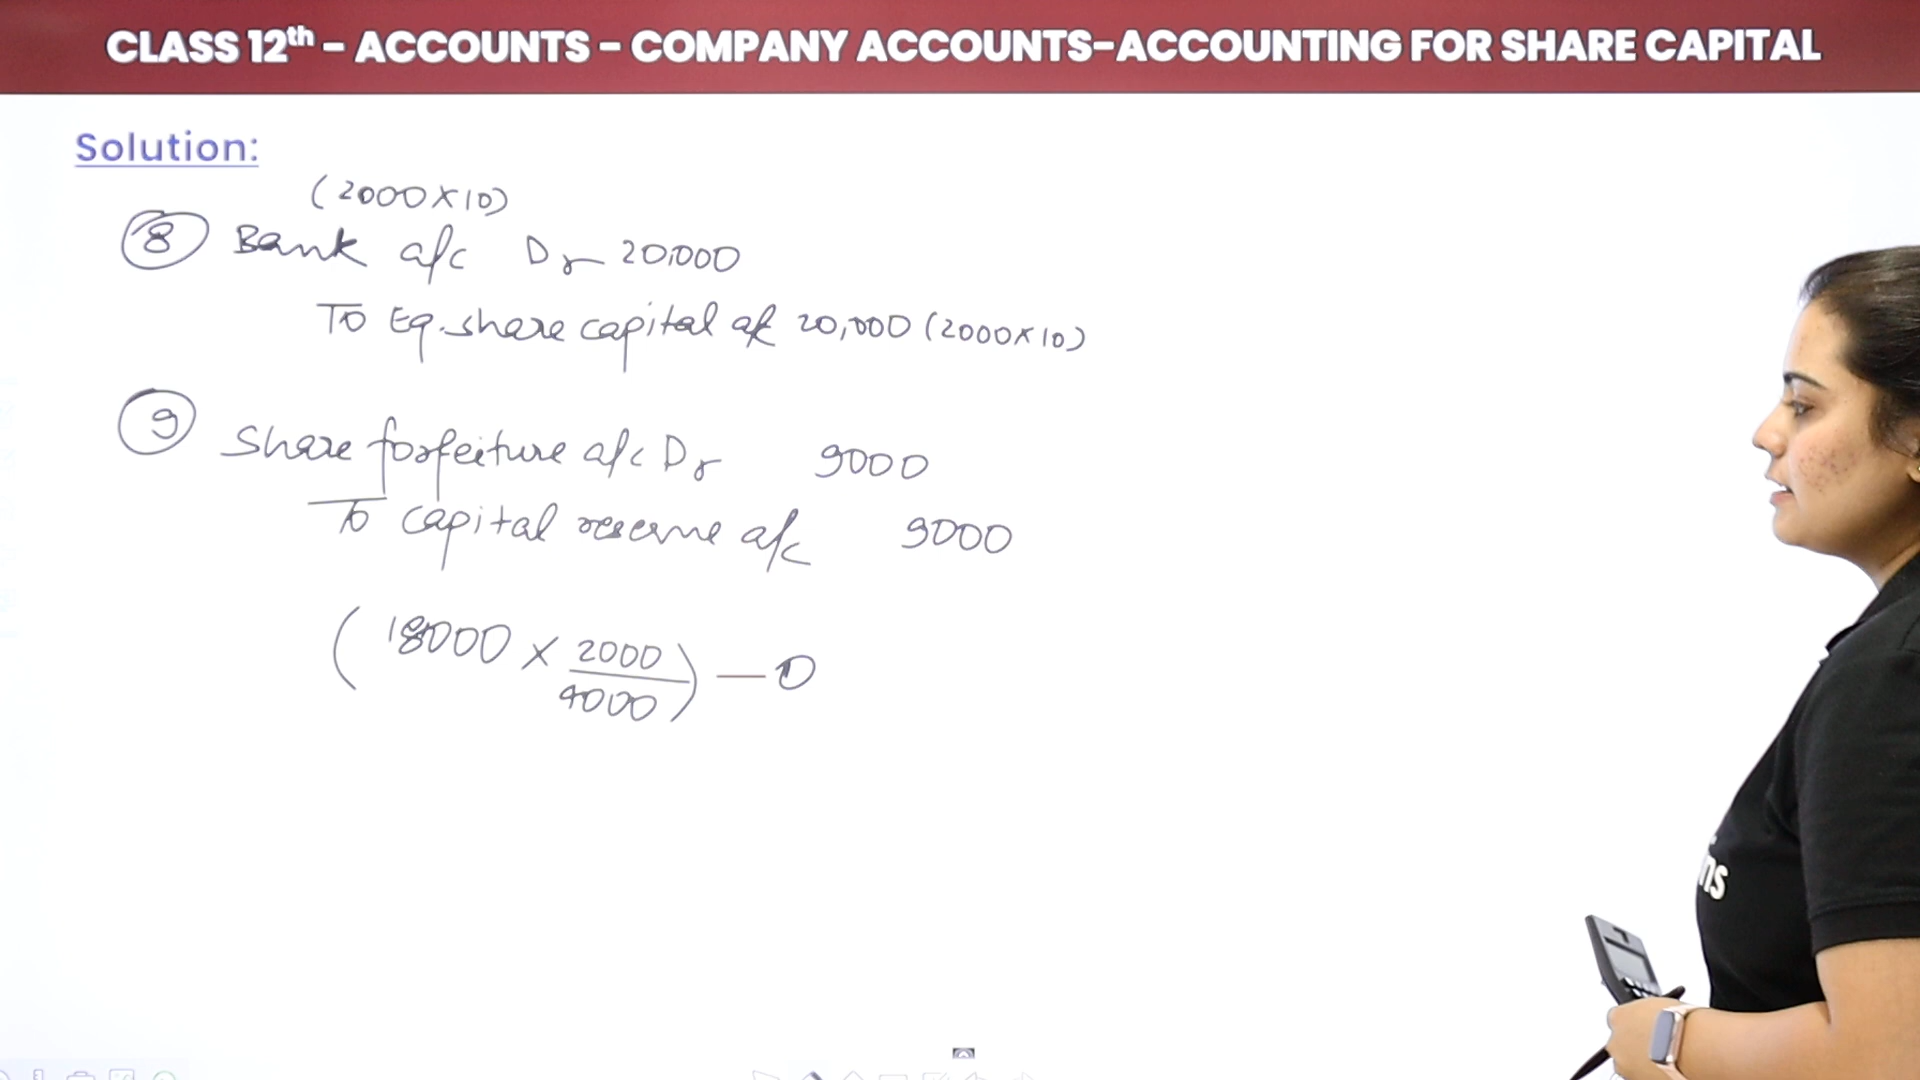 CLASS 12th – ACCOUNTS – COMPANY ACCOUNTS–ACCOUNTING FOR SHARE CAPITAL
Solution:
(2000×10)
8 Bank a/c Dr 20,000
To Eq. share capital a/c 20,000 (2000×10)
9 Share forfeiture a/c Dr 9000
To capital reserve a/c 9000
(18000 × 2000/4000) — 0
ns